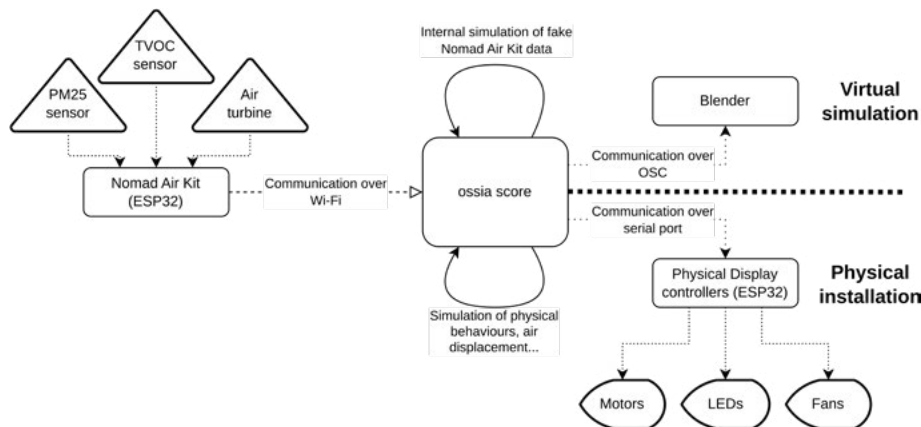 TVOC
sensor
PM25
sensor
Air
turbine
Nomad Air Kit
(ESP32)
Communication over
Wi-Fi
Internal simulation of fake
Nomad Air Kit data
ossia score
Simulation of physical
behaviours, air
displacement...
Communication over
OSC
Blender
Virtual
simulation
Communication over
serial port
Physical Display
controllers (ESP32)
Physical
installation
Motors
LEDs
Fans